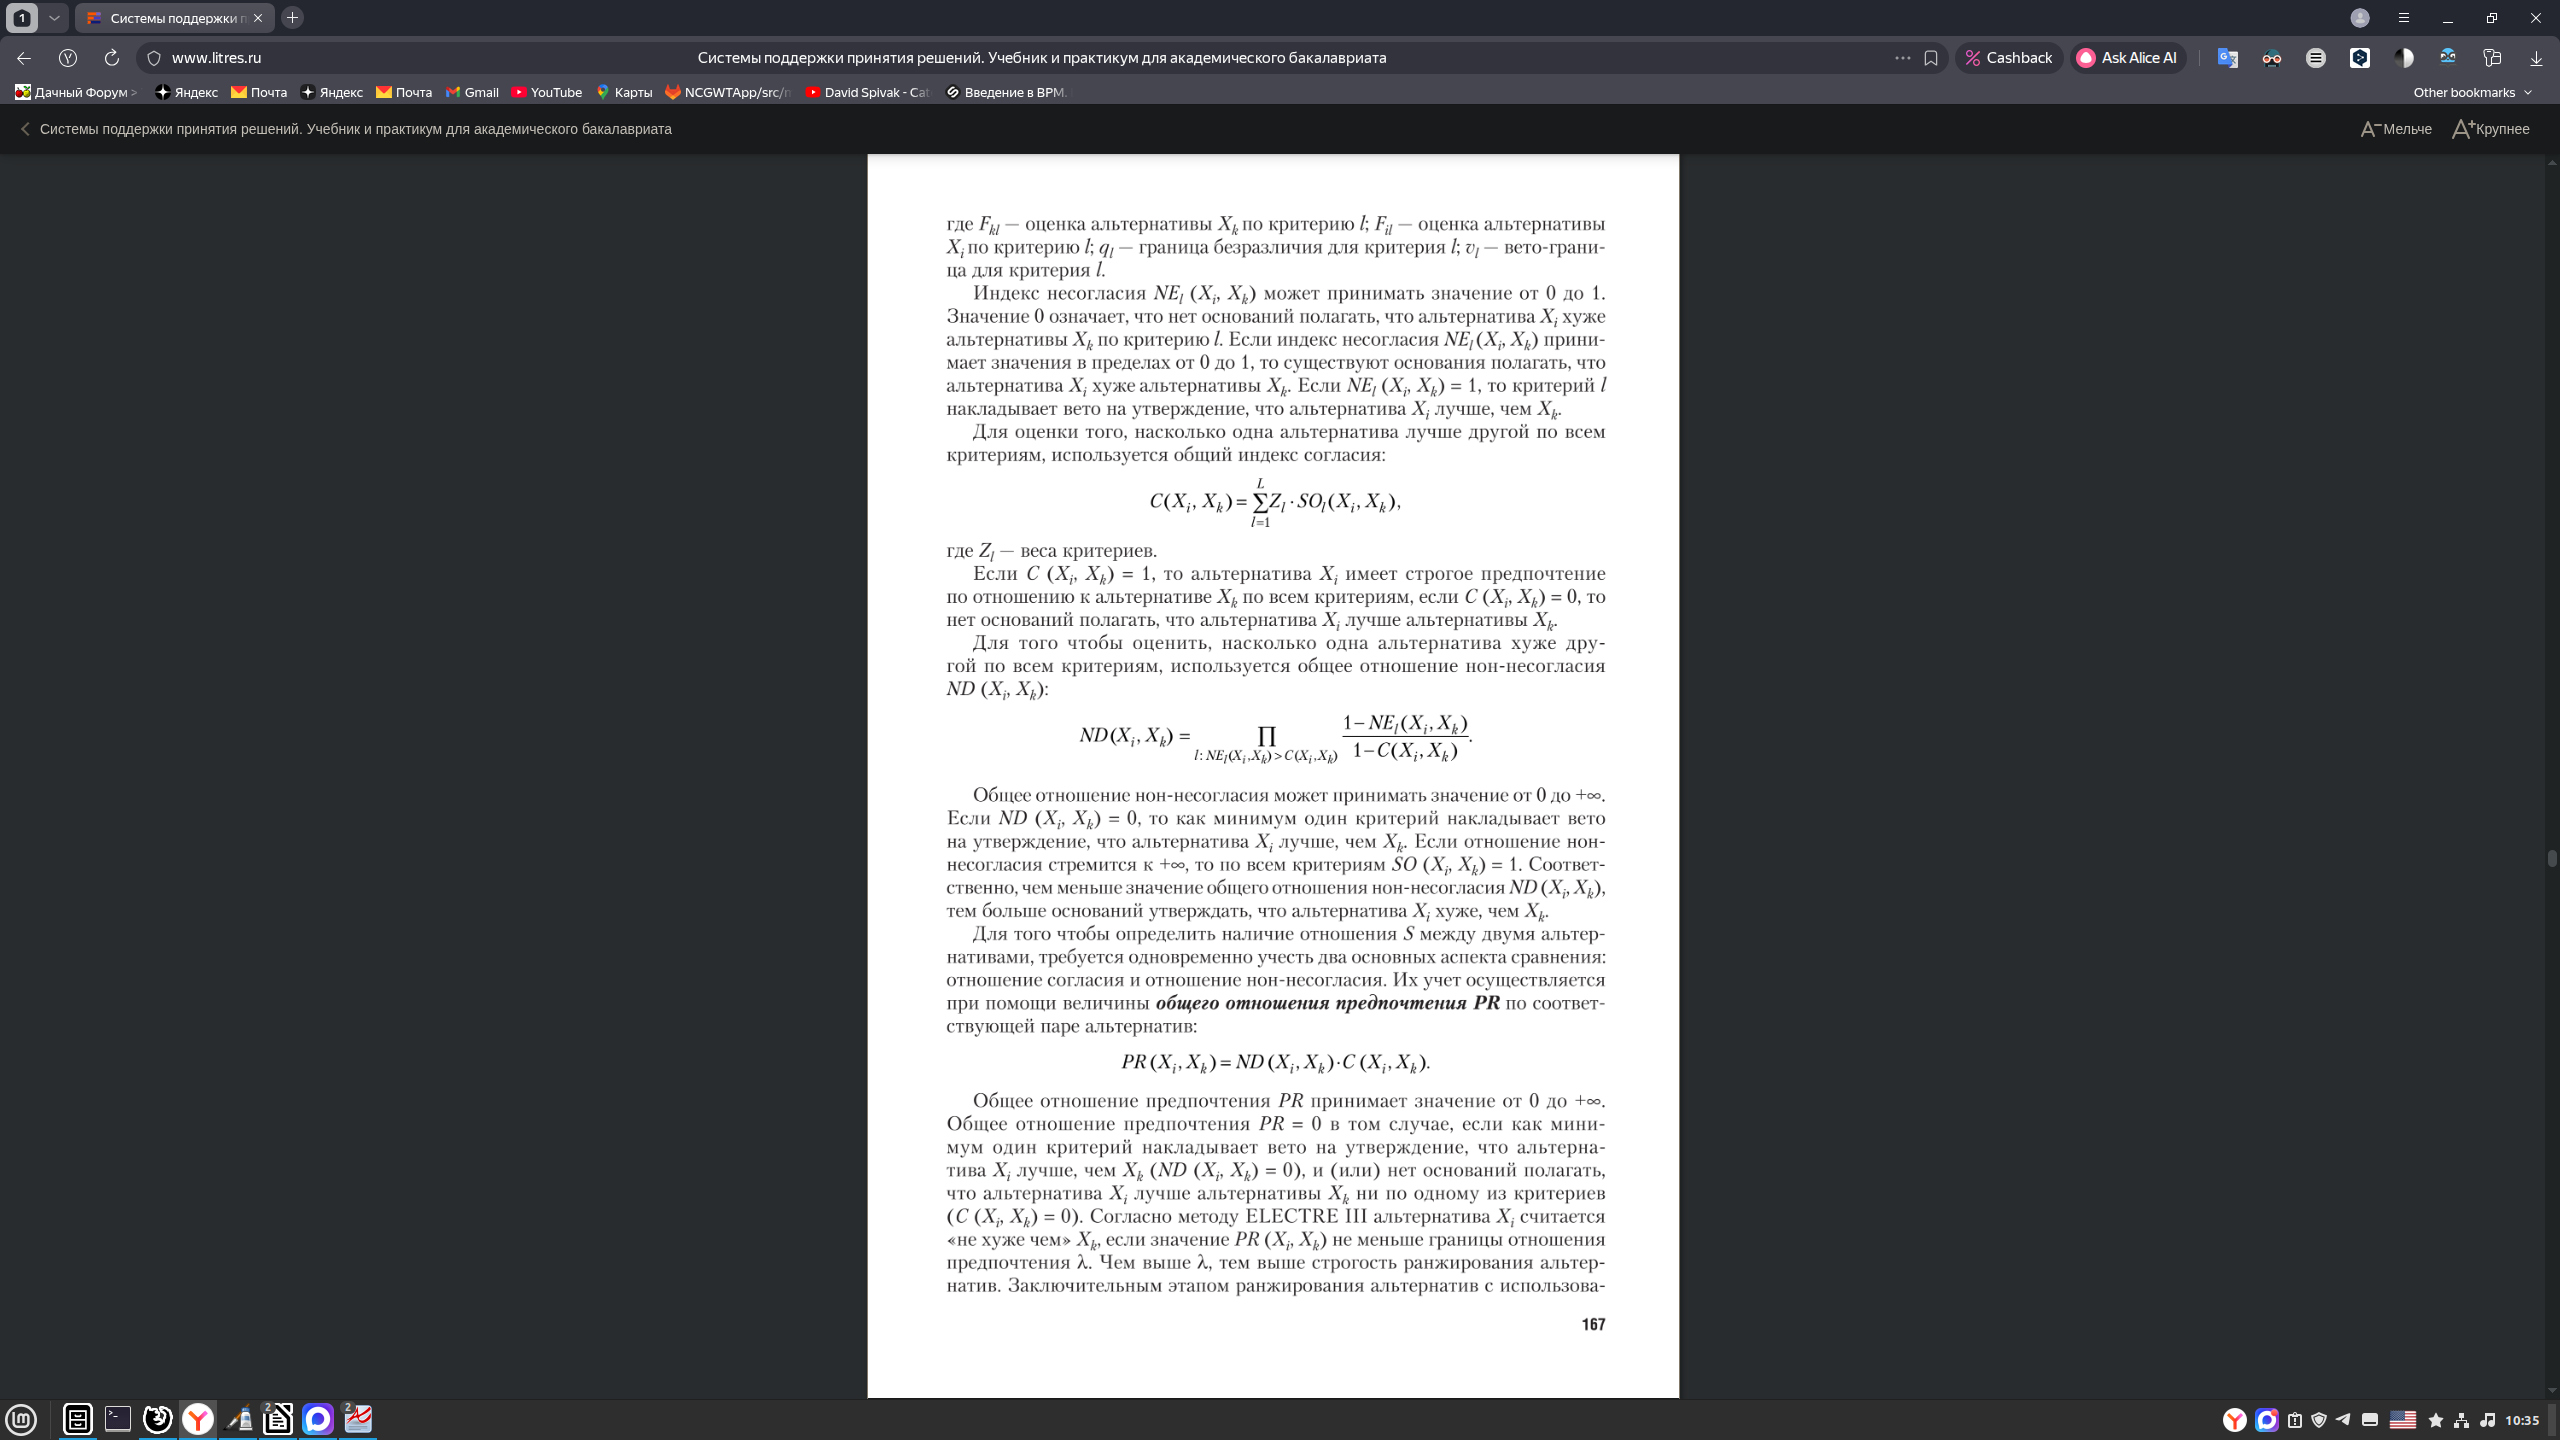 1
Системы поддержки п
www.litres.ru
Системы поддержки принятия решений. Учебник и практикум для академического бакалавриата
Cashback
Ask Alice AI
Дачный Форум >
Яндекс
Почта
Яндекс
Почта
Gmail
YouTube
Карты
NCGWTApp/src/
David Spivak - Cat
Введение в BPM.
Other bookmarks
Системы поддержки принятия решений. Учебник и практикум для академического бакалавриата
A− Мельче
A+ Крупнее
где F_kl — оценка альтернативы X_k по критерию l; F_il — оценка альтернативы
X_i по критерию l; q_l — граница безразличия для критерия l; v_l — вето-грани-
ца для критерия l.
Индекс несогласия NE_l (X_i, X_k) может принимать значение от 0 до 1.
Значение 0 означает, что нет оснований полагать, что альтернатива X_i хуже
альтернативы X_k по критерию l. Если индекс несогласия NE_l (X_i, X_k) прини-
мает значения в пределах от 0 до 1, то существуют основания полагать, что
альтернатива X_i хуже альтернативы X_k. Если NE_l (X_i, X_k) = 1, то критерий l
накладывает вето на утверждение, что альтернатива X_i лучше, чем X_k.
Для оценки того, насколько одна альтернатива лучше другой по всем
критериям, используется общий индекс согласия:
C(X_i, X_k) = ∑_{l=1}^{L} Z_l · SO_l(X_i, X_k),
где Z_l — веса критериев.
Если C (X_i, X_k) = 1, то альтернатива X_i имеет строгое предпочтение
по отношению к альтернативе X_k по всем критериям, если C (X_i, X_k) = 0, то
нет оснований полагать, что альтернатива X_i лучше альтернативы X_k.
Для того чтобы оценить, насколько одна альтернатива хуже дру-
гой по всем критериям, используется общее отношение нон-несогласия
ND (X_i, X_k):
ND(X_i, X_k) = ∏_{l: NE_l(X_i,X_k) > C(X_i,X_k)} (1 − NE_l(X_i, X_k)) / (1 − C(X_i, X_k)).
Общее отношение нон-несогласия может принимать значение от 0 до +∞.
Если ND (X_i, X_k) = 0, то как минимум один критерий накладывает вето
на утверждение, что альтернатива X_i лучше, чем X_k. Если отношение нон-
несогласия стремится к +∞, то по всем критериям SO (X_i, X_k) = 1. Соответ-
ственно, чем меньше значение общего отношения нон-несогласия ND (X_i, X_k),
тем больше оснований утверждать, что альтернатива X_i хуже, чем X_k.
Для того чтобы определить наличие отношения S между двумя альтер-
нативами, требуется одновременно учесть два основных аспекта сравнения:
отношение согласия и отношение нон-несогласия. Их учет осуществляется
при помощи величины общего отношения предпочтения PR по соответ-
ствующей паре альтернатив:
PR (X_i, X_k) = ND (X_i, X_k) · C (X_i, X_k).
Общее отношение предпочтения PR принимает значение от 0 до +∞.
Общее отношение предпочтения PR = 0 в том случае, если как мини-
мум один критерий накладывает вето на утверждение, что альтерна-
тива X_i лучше, чем X_k (ND (X_i, X_k) = 0), и (или) нет оснований полагать,
что альтернатива X_i лучше альтернативы X_k ни по одному из критериев
(C (X_i, X_k) = 0). Согласно методу ELECTRE III альтернатива X_i считается
«не хуже чем» X_k, если значение PR (X_i, X_k) не меньше границы отношения
предпочтения λ. Чем выше λ, тем выше строгость ранжирования альтер-
натив. Заключительным этапом ранжирования альтернатив с использова-
167
2
2
10:35